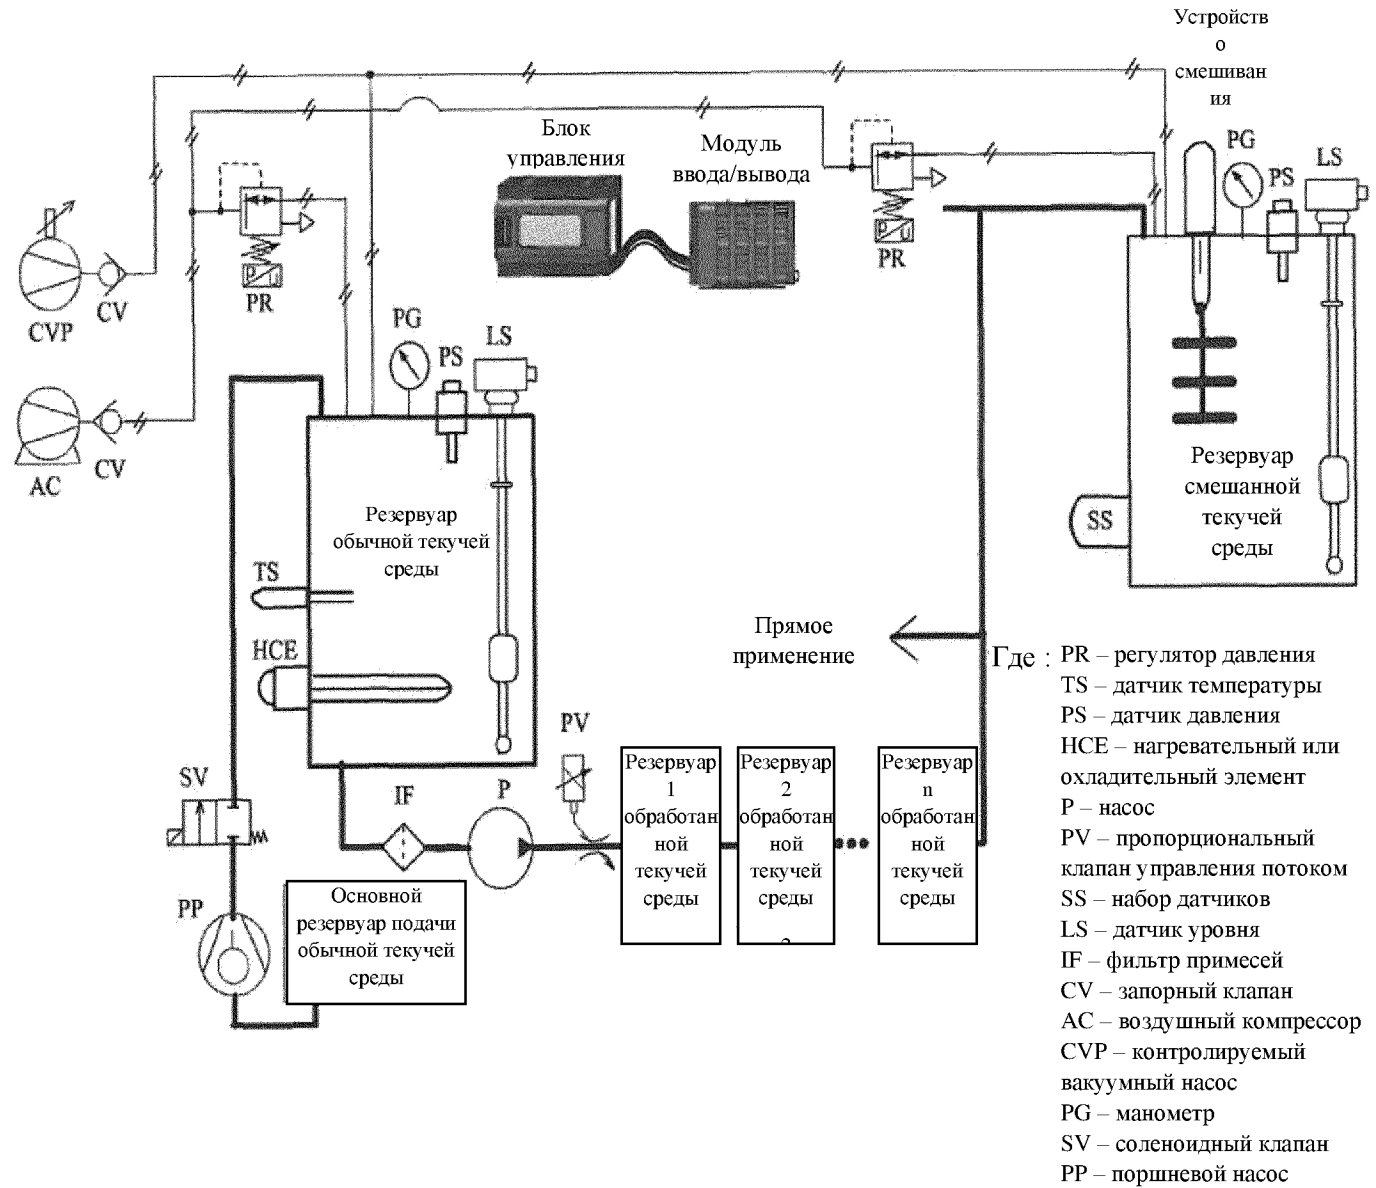 Устройств
о
смешиван
ия
Блок
управления
Модуль
ввода/вывода
PG
PS
LS
PR
CVP
CV
PR
PG
PS
LS
AC
CV
Резервуар
обычной текучей
среды
Резервуар
смешанной
текучей
среды
SS
TS
HCE
Прямое
применение
SV
IF
P
PV
PP
Основной
резервуар подачи
обычной текучей
среды
Резервуар
1
обработан
ной
текучей
среды
Резервуар
2
обработан
ной
текучей
среды
Резервуар
n
обработан
ной
текучей
среды
Где :
PR – регулятор давления
TS – датчик температуры
PS – датчик давления
HCE – нагревательный или
охладительный элемент
P – насос
PV – пропорциональный
клапан управления потоком
SS – набор датчиков
LS – датчик уровня
IF – фильтр примесей
CV – запорный клапан
AC – воздушный компрессор
CVP – контролируемый
вакуумный насос
PG – манометр
SV – соленоидный клапан
PP – поршневой насос